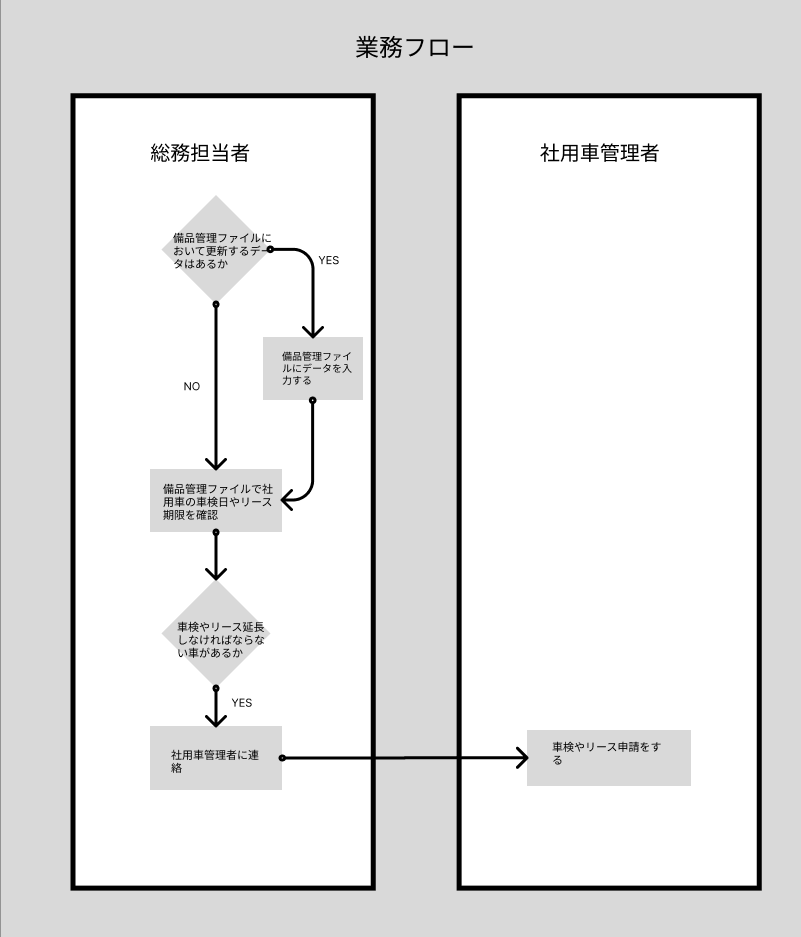 業務フロー
総務担当者
社用車管理者
備品管理ファイルに
おいて更新するデー
タはあるか
YES
備品管理ファイ
ルにデータを入
力する
NO
備品管理ファイルで社
用車の車検日やリース
期限を確認
車検やリース延長
しなければならな
い車があるか
YES
社用車管理者に連
絡
車検やリース申請をす
る